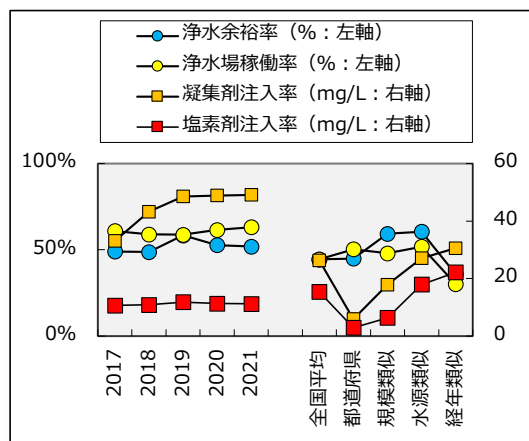 浄水余裕率（%：左軸）
浄水場稼働率（%：左軸）
凝集剤注入率（mg/L：右軸）
塩素剤注入率（mg/L：右軸）
100%
50%
0%
60
40
20
0
2017
2018
2019
2020
2021
全国平均
都道府県
規模類似
水源類似
経年類似